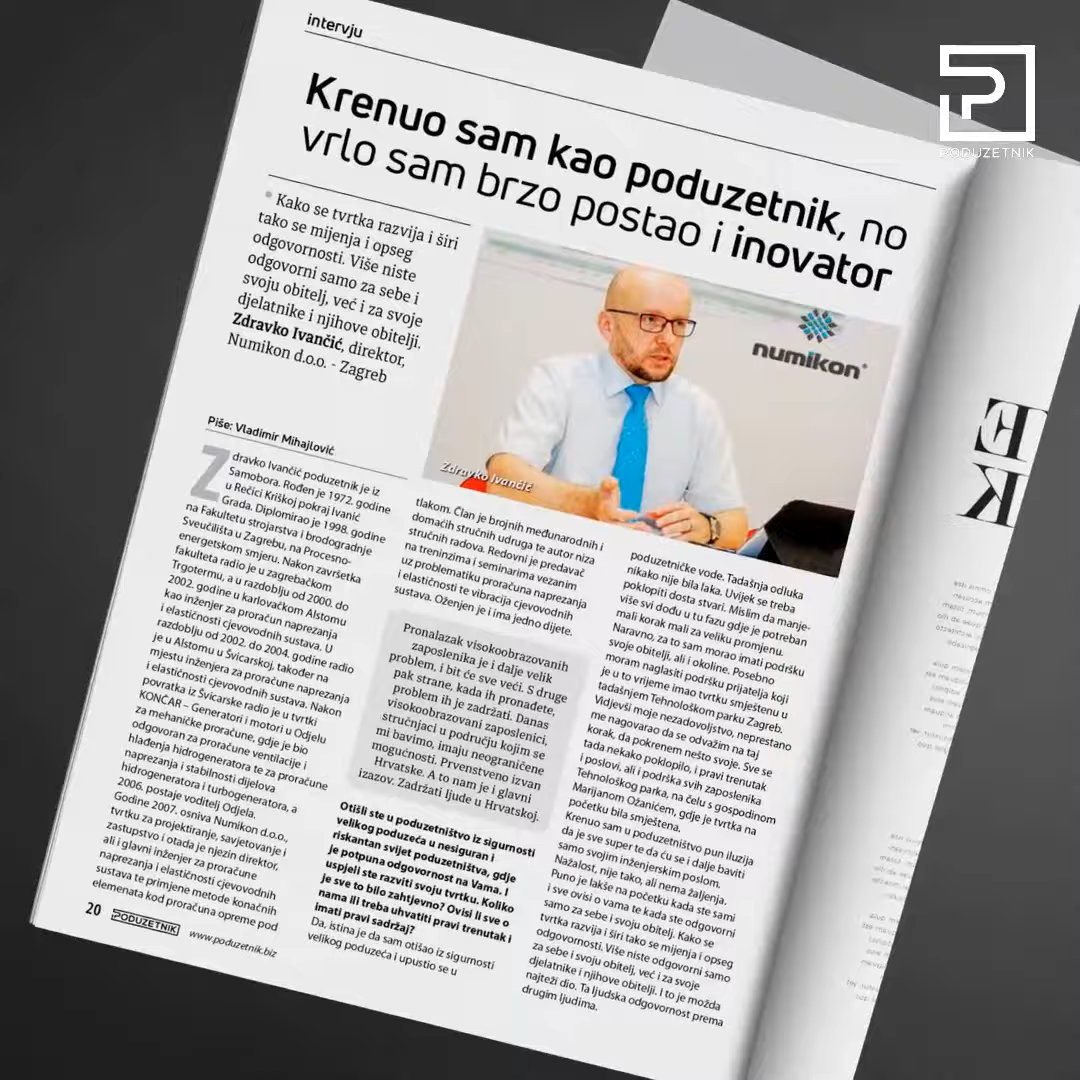 intervju
PODUZETNIK
Krenuo sam kao poduzetnik, no
vrlo sam brzo postao i inovator
• Kako se tvrtka razvija i širi
tako se mijenja i opseg
odgovornosti. Više niste
odgovorni samo za sebe i
svoju obitelj, već i za svoje
djelatnike i njihove obitelji.
Zdravko Ivančić, direktor,
Numikon d.o.o. - Zagreb
numikon®
Zdravko Ivančić
Piše: Vladimir Mihajlović
Zdravko Ivančić poduzetnik je iz
Samobora. Rođen je 1972. godine
u Rečici Kriškoj pokraj Ivanić
Grada. Diplomirao je 1998. godine
na Fakultetu strojarstva i brodogradnje
Sveučilišta u Zagrebu, na Procesno-
energetskom smjeru. Nakon završetka
fakulteta radio je u zagrebačkom
Trgotermu, a u razdoblju od 2000. do
2002. godine u karlovačkom Alstomu
kao inženjer za proračun naprezanja
i elastičnosti cjevovodnih sustava. U
razdoblju od 2002. do 2004. godine radio
je u Alstomu u Švicarskoj, također na
mjestu inženjera za proračune naprezanja
i elastičnosti cjevovodnih sustava. Nakon
povratka iz Švicarske radio je u tvrtki
KONČAR – Generatori i motori u Odjelu
za mehaničke proračune, gdje je bio
odgovoran za proračune ventilacije i
hlađenja hidrogeneratora te za proračune
naprezanja i stabilnosti dijelova
hidrogeneratora i turbogeneratora, a
2006. postaje voditelj Odjela.
Godine 2007. osniva Numikon d.o.o.,
tvrtku za projektiranje, savjetovanje i
zastupstvo i otada je njezin direktor,
ali i glavni inženjer za proračune
naprezanja i elastičnosti cjevovodnih
sustava te primjene metode konačnih
elemenata kod proračuna opreme pod
tlakom. Član je brojnih međunarodnih i
domaćih stručnih udruga te autor niza
stručnih radova. Redovni je predavač
na treninzima i seminarima vezanim
uz problematiku proračuna naprezanja
i elastičnosti te vibracija cjevovodnih
sustava. Oženjen je i ima jedno dijete.
Pronalazak visokoobrazovanih
zaposlenika je i dalje velik
problem, i bit će sve veći. S druge
pak strane, kada ih pronađete,
problem ih je zadržati. Danas
visokoobrazovani zaposlenici,
stručnjaci u području kojim se
mi bavimo, imaju neograničene
mogućnosti. Prvenstveno izvan
Hrvatske. A to nam je i glavni
izazov. Zadržati ljude u Hrvatskoj.
Otišli ste u poduzetništvo iz sigurnosti
velikog poduzeća u nesiguran i
riskantan svijet poduzetništva, gdje
je potpuna odgovornost na Vama. I
uspjeli ste razviti svoju tvrtku. Koliko
je sve to bilo zahtjevno? Ovisi li sve o
nama ili treba uhvatiti pravi trenutak i
imati pravi sadržaj?
Da, istina je da sam otišao iz sigurnosti
velikog poduzeća i upustio se u
poduzetničke vode. Tadašnja odluka
nikako nije bila laka. Uvijek se treba
poklopiti dosta stvari. Mislim da manje-
više svi dođu u tu fazu gdje je potreban
mali korak mali za veliku promjenu.
Naravno, za to sam morao imati podršku
svoje obitelji, ali i okoline. Posebno
moram naglasiti podršku prijatelja koji
je u to vrijeme imao tvrtku smještenu u
tadašnjem Tehnološkom parku Zagreb.
Vidjevši moje nezadovoljstvo, neprestano
me nagovarao da se odvažim na taj
korak, da pokrenem nešto svoje. Sve se
tada nekako poklopilo, i pravi trenutak
i poslovi, ali i podrška svih zaposlenika
Tehnološkog parka, na čelu s gospodinom
Marijanom Ožanićem, gdje je tvrtka na
početku bila smještena.
Krenuo sam u poduzetništvo pun iluzija
da je sve super te da ću se i dalje baviti
samo svojim inženjerskim poslom.
Nažalost, nije tako, ali nema žaljenja.
Puno je lakše na početku kada ste sami
i sve ovisi o vama te kada ste odgovorni
samo za sebe i svoju obitelj. Kako se
tvrtka razvija i širi tako se mijenja i opseg
odgovornosti. Više niste odgovorni samo
za sebe i svoju obitelj, već i za svoje
djelatnike i njihove obitelji. I to je možda
najteži dio. Ta ljudska odgovornost prema
drugim ljudima.
20 PODUZETNIK www.poduzetnik.biz